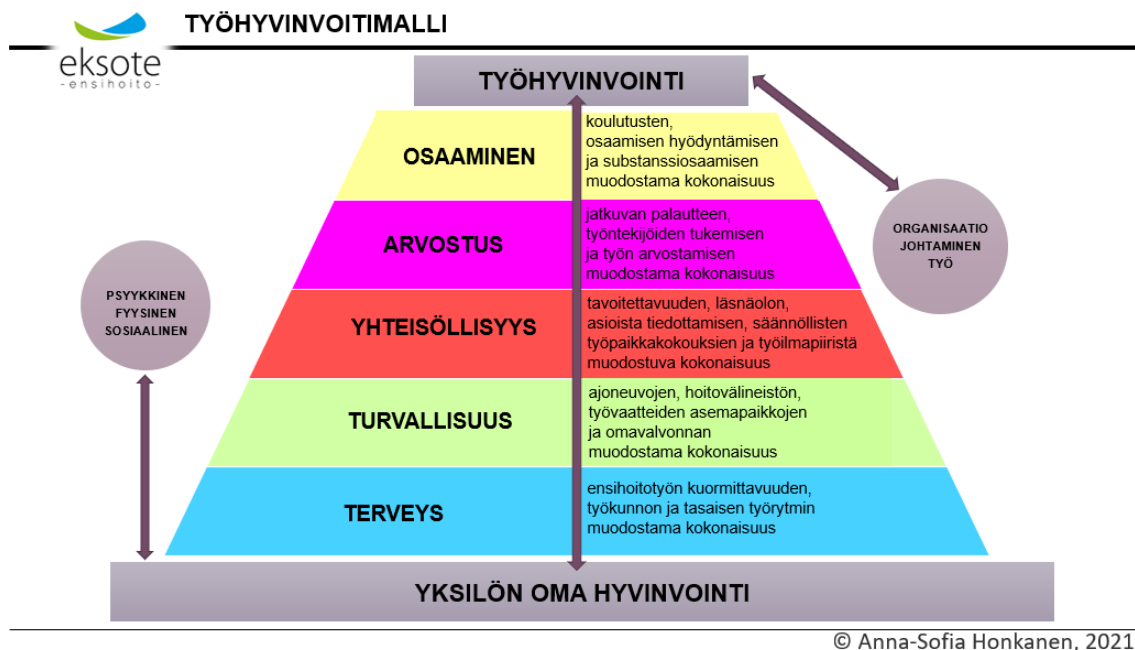 TYÖHYVINVOITIMALLI
eksote
-ensihoito-
TYÖHYVINVOINTI
OSAAMINEN
koulutusten,
osaamisen hyödyntämisen
ja substanssiosaamisen
muodostama kokonaisuus
ARVOSTUS
jatkuvan palautteen,
työntekijöiden tukemisen
ja työn arvostamisen
muodostama kokonaisuus
ORGANISAATIO
JOHTAMINEN
TYÖ
PSYYKKINEN
FYYSINEN
SOSIAALINEN
YHTEISÖLLISYYS
tavoitettavuuden, läsnäolon,
asioista tiedottamisen, säännöllisten
työpaikkakokouksien ja työilmapiiristä
muodostuva kokonaisuus
TURVALLISUUS
ajoneuvojen, hoitovälineistön,
työvaatteiden asemapaikkojen
ja omavalvonnan
muodostama kokonaisuus
TERVEYS
ensihoitotyön kuormittavuuden,
työkunnon ja tasaisen työrytmin
muodostama kokonaisuus
YKSILÖN OMA HYVINVOINTI
© Anna-Sofia Honkanen, 2021